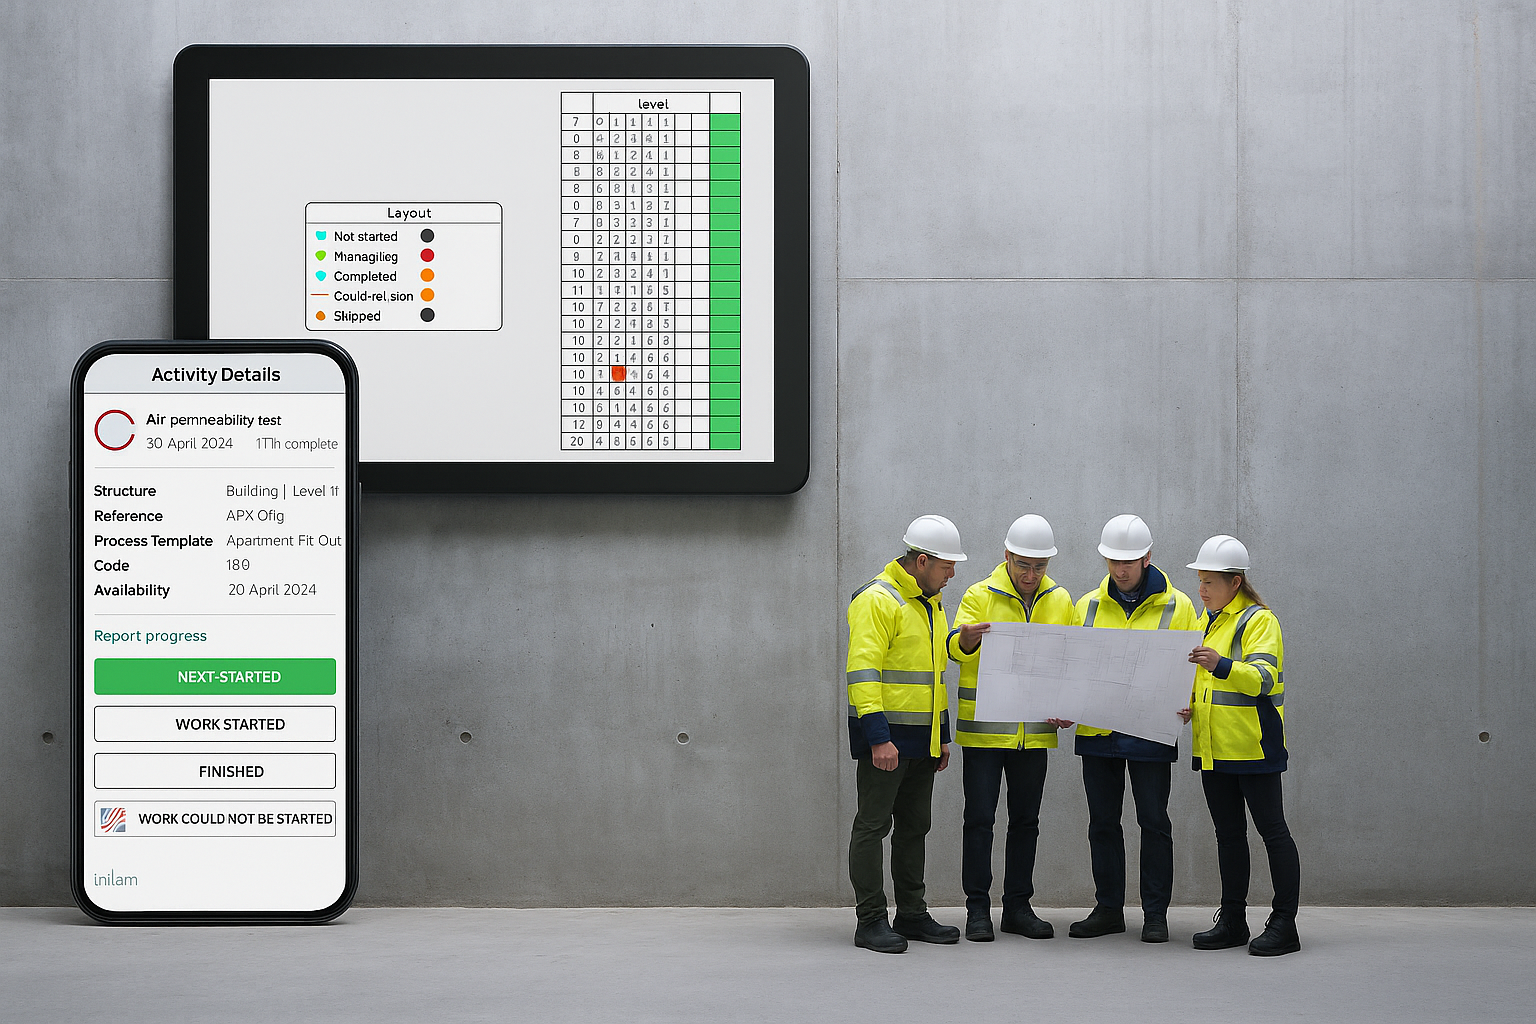 level
7 0 1 1 1 1
0 4 2 4 4 1
8 1 2 4 1
8 8 2 2 4 1
8 6 8 1 3 1
0 8 3 1 3 7
7 8 3 2 3 1
0 2 2 2 3 7
9 2 7 4 1 1
10 2 3 2 4 1
11 1 7 7 6 5
10 7 2 2 6 7
10 2 2 4 8 5
10 2 2 1 6 8
10 2 1 4 6 6
10 1 6 4
10 4 6 4 6 6
10 6 1 4 6 6
12 9 4 4 6 6
20 4 8 6 6 5
Layout
Not started
Managilieg
Completed
Could-rel.sion
Skipped
Activity Details
Air pemneability test
30 April 2024 complete
Structure Building | Level 1f
Reference APX Ofig
Process Template Apartment Fit Out
Code 180
Availability 20 April 2024
Report progress
NEXT-STARTED
WORK STARTED
FINISHED
WORK COULD NOT BE STARTED
inilam